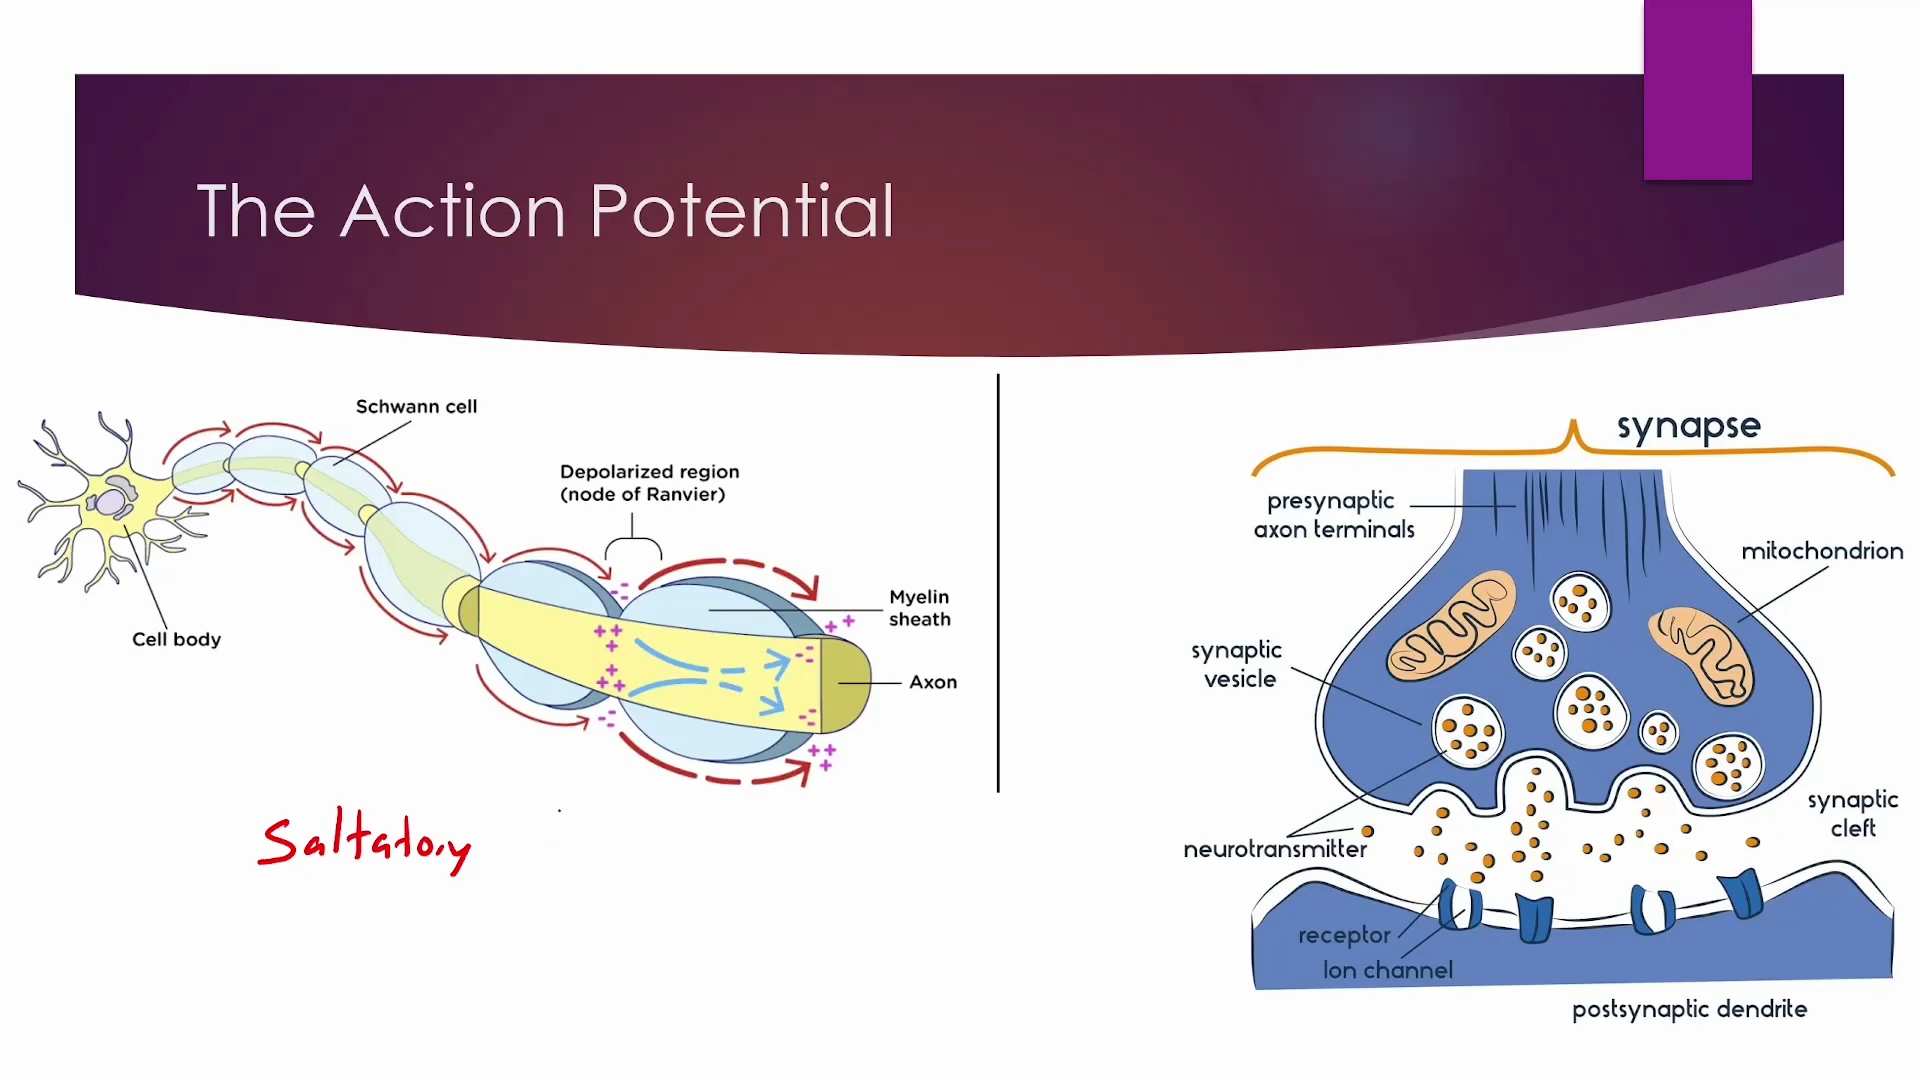 The Action Potential
Schwann cell
Depolarized region
(node of Ranvier)
Myelin
sheath
Axon
Cell body
Saltatory
synapse
presynaptic
axon terminals
mitochondrion
synaptic
vesicle
synaptic
cleft
neurotransmitter
receptor
Ion channel
postsynaptic dendrite